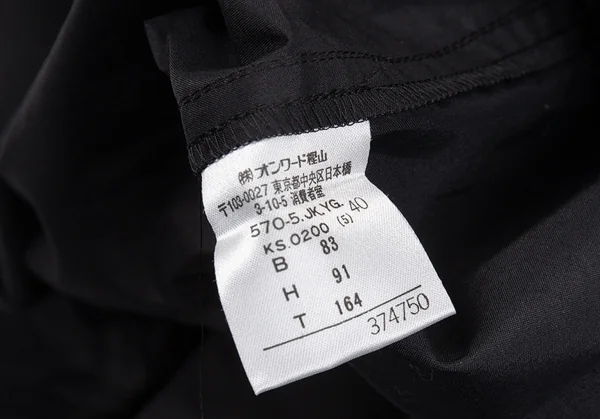 (株)オンワード樫山
〒103-0027 東京都中央区日本橋
3-10-5 消費者室
570-5.JK,YG. 40
KS.0200 (5)
B 83
H 91
T 164
374750